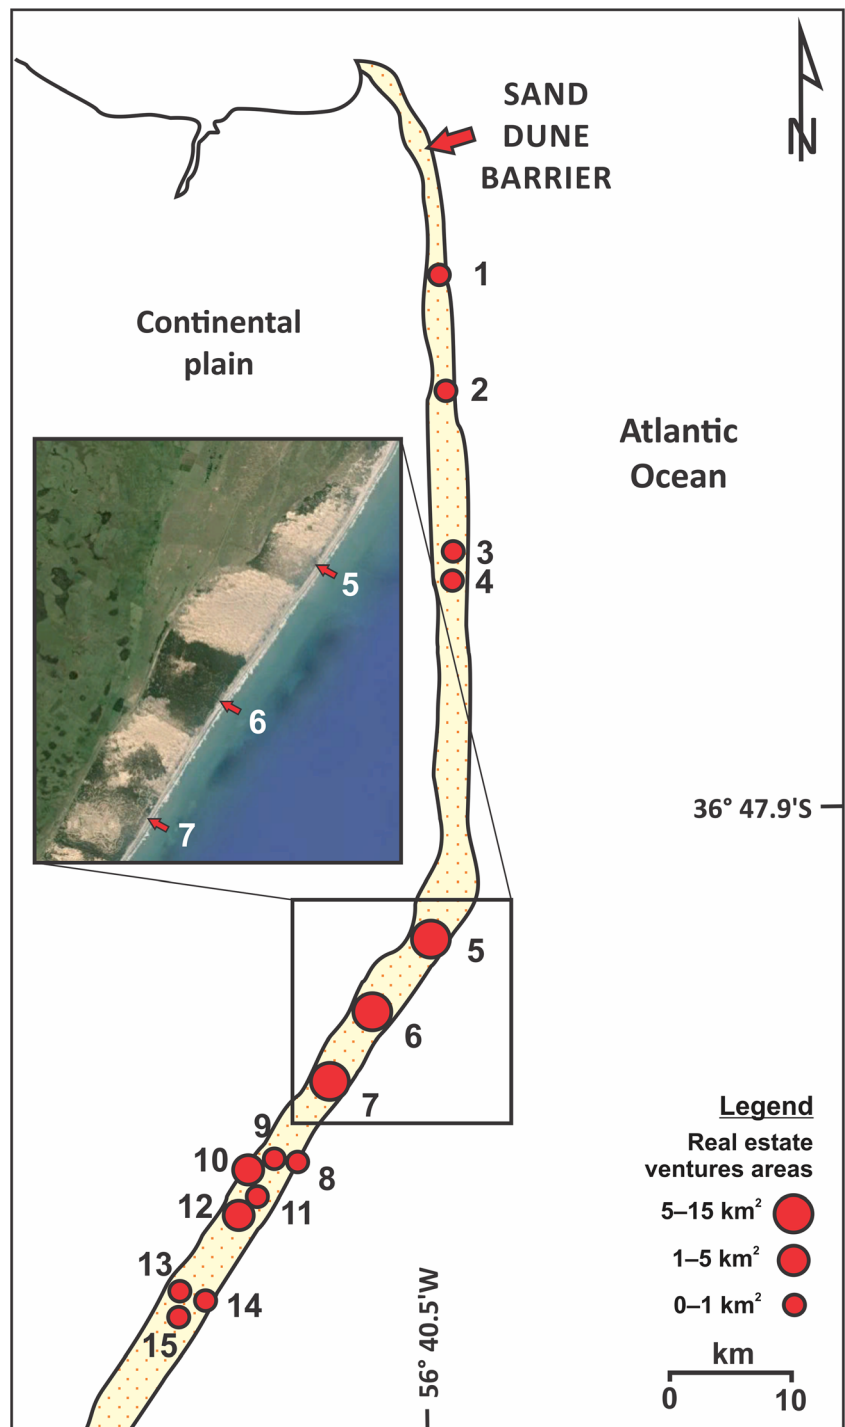 SAND
DUNE
BARRIER
N
1
Continental
plain
2
Atlantic
Ocean
3
4
5
6
7
36° 47.9'S
5
6
7
9
10
8
12
11
13
14
15
Legend
Real estate
ventures areas
5–15 km²
1–5 km²
0–1 km²
56° 40.5'W
km
0 10